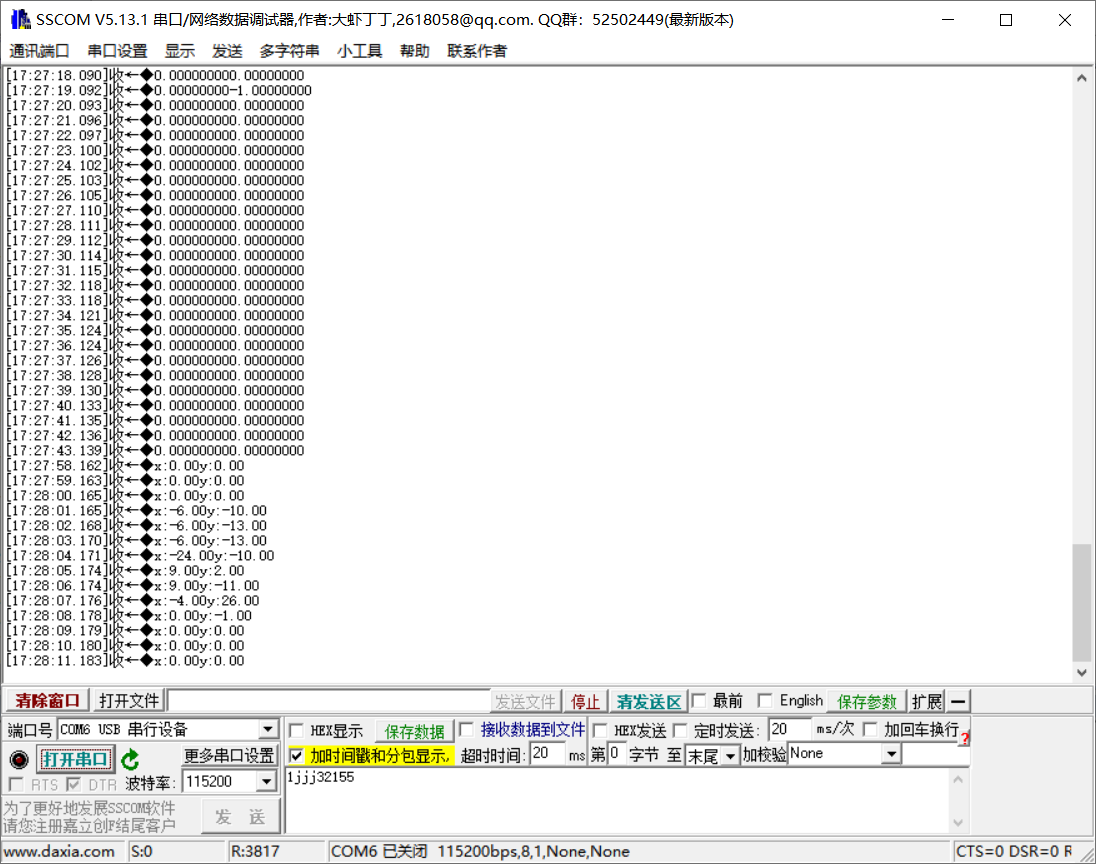 SSCOM V5.13.1 串口/网络数据调试器,作者:大虾丁丁,2618058@qq.com. QQ群: 52502449(最新版本)
通讯端口 串口设置 显示 发送 多字符串 小工具 帮助 联系作者
[17:27:18.090]收←◆0.000000000.00000000
[17:27:19.092]收←◆0.00000000-1.00000000
[17:27:20.093]收←◆0.000000000.00000000
[17:27:21.096]收←◆0.000000000.00000000
[17:27:22.097]收←◆0.000000000.00000000
[17:27:23.100]收←◆0.000000000.00000000
[17:27:24.102]收←◆0.000000000.00000000
[17:27:25.103]收←◆0.000000000.00000000
[17:27:26.105]收←◆0.000000000.00000000
[17:27:27.110]收←◆0.000000000.00000000
[17:27:28.111]收←◆0.000000000.00000000
[17:27:29.112]收←◆0.000000000.00000000
[17:27:30.114]收←◆0.000000000.00000000
[17:27:31.115]收←◆0.000000000.00000000
[17:27:32.118]收←◆0.000000000.00000000
[17:27:33.118]收←◆0.000000000.00000000
[17:27:34.121]收←◆0.000000000.00000000
[17:27:35.124]收←◆0.000000000.00000000
[17:27:36.124]收←◆0.000000000.00000000
[17:27:37.126]收←◆0.000000000.00000000
[17:27:38.128]收←◆0.000000000.00000000
[17:27:39.130]收←◆0.000000000.00000000
[17:27:40.133]收←◆0.000000000.00000000
[17:27:41.135]收←◆0.000000000.00000000
[17:27:42.136]收←◆0.000000000.00000000
[17:27:43.139]收←◆0.000000000.00000000
[17:27:58.162]收←◆x:0.00y:0.00
[17:27:59.163]收←◆x:0.00y:0.00
[17:28:00.165]收←◆x:0.00y:0.00
[17:28:01.165]收←◆x:-6.00y:-10.00
[17:28:02.168]收←◆x:-6.00y:-13.00
[17:28:03.170]收←◆x:-6.00y:-13.00
[17:28:04.171]收←◆x:-24.00y:-10.00
[17:28:05.174]收←◆x:9.00y:2.00
[17:28:06.174]收←◆x:9.00y:-11.00
[17:28:07.176]收←◆x:-4.00y:26.00
[17:28:08.178]收←◆x:0.00y:-1.00
[17:28:09.179]收←◆x:0.00y:0.00
[17:28:10.180]收←◆x:0.00y:0.00
[17:28:11.183]收←◆x:0.00y:0.00
清除窗口 打开文件 发送文件 停止 清发送区 最前 English 保存参数 扩展 —
端口号 COM6 USB 串行设备 HEX显示 保存数据 接收数据到文件 HEX发送 定时发送: 20 ms/次 加回车换行
打开串口 更多串口设置 加时间戳和分包显示, 超时时间: 20 ms 第 0 字节 至 末尾 加校验 None
RTS DTR 波特率: 115200
1jjj32155
为了更好地发展SSCOM软件
请您注册嘉立创F结尾客户
发 送
www.daxia.com S:0 R:3817 COM6 已关闭 115200bps,8,1,None,None CTS=0 DSR=0 R